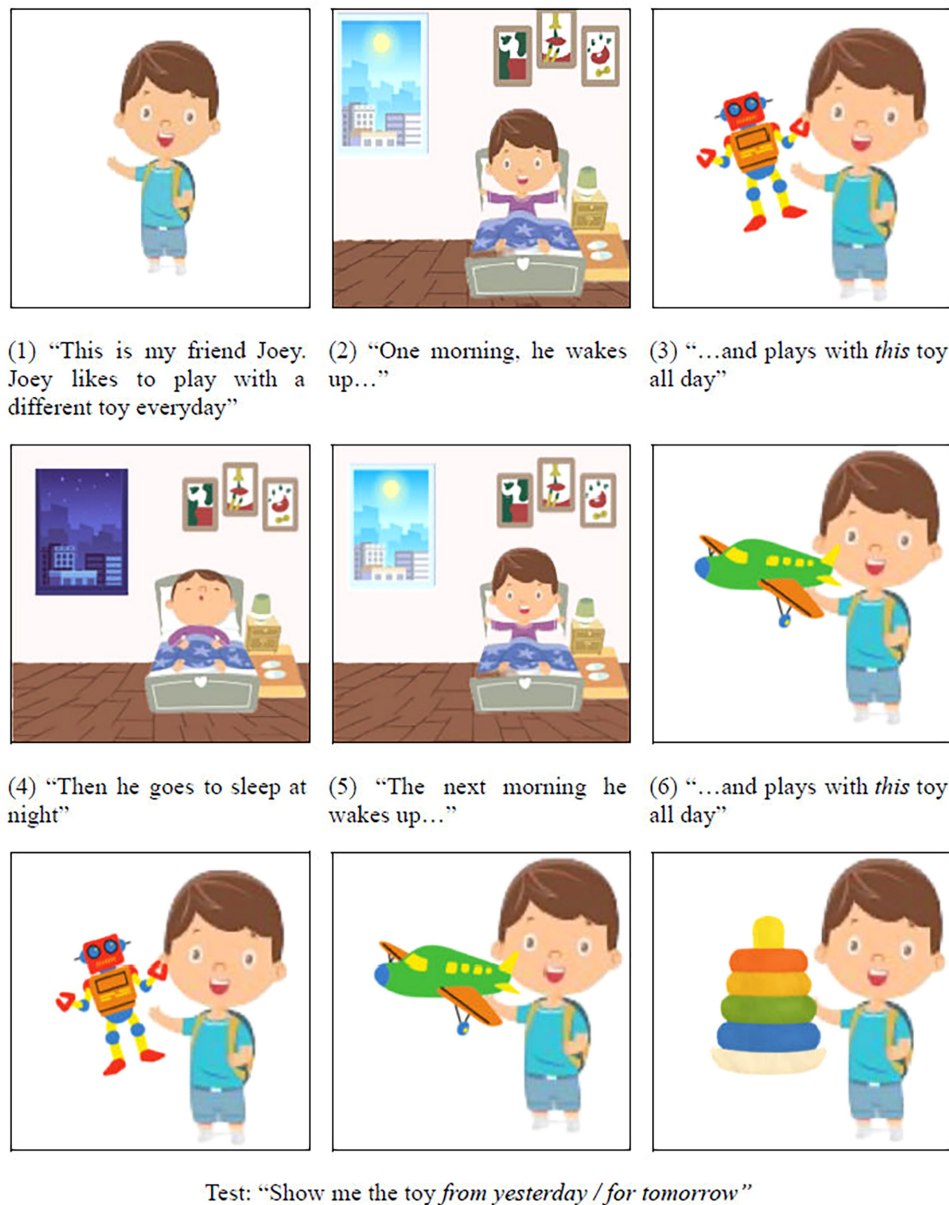 (1) “This is my friend Joey.
Joey likes to play with a
different toy everyday”
(2) “One morning, he wakes
up…”
(3) “…and plays with this toy
all day”
(4) “Then he goes to sleep at
night”
(5) “The next morning he
wakes up…”
(6) “…and plays with this toy
all day”
Test: “Show me the toy from yesterday / for tomorrow”